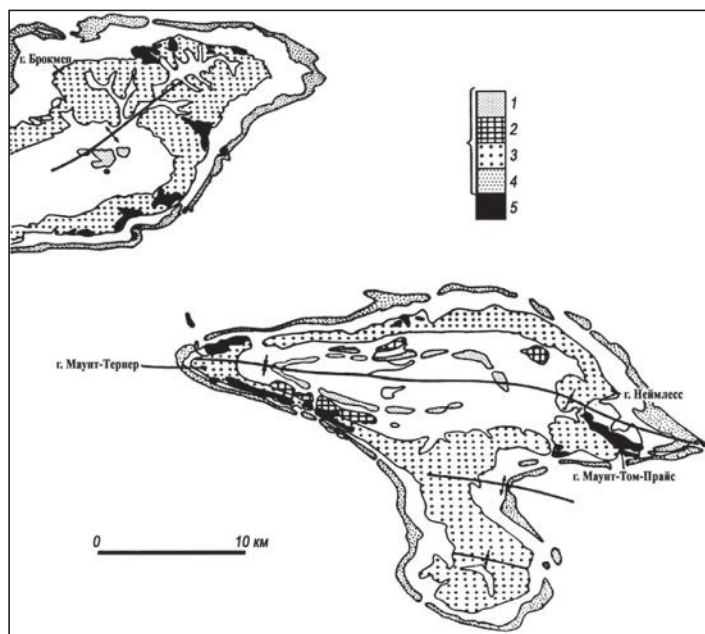 г. Брокмен
1
2
3
4
5
г. Маунт-Тернер
г. Неймлесс
г. Маунт-Том-Прайс
0 10 км